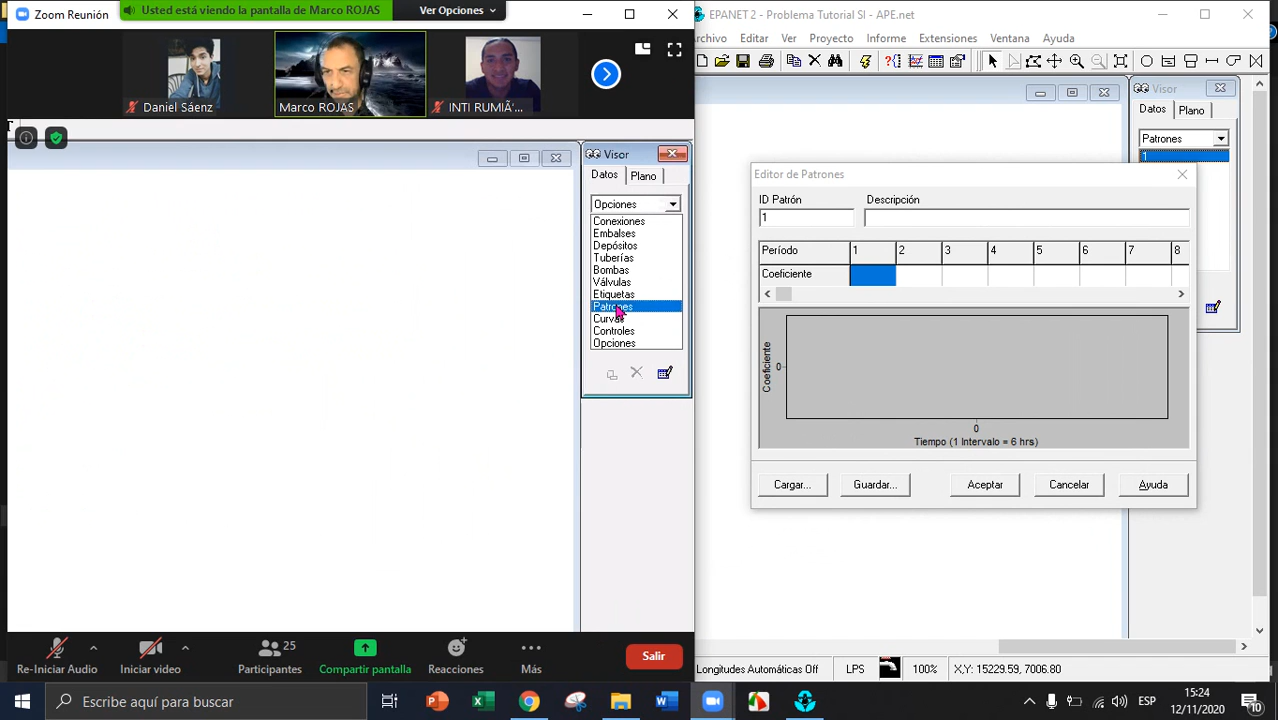 Zoom Reunión
Usted está viendo la pantalla de Marco ROJAS
Ver Opciones
Daniel Sáenz
Marco ROJAS
INTI RUMIÃ'...
T
Visor
Datos
Plano
Opciones
Conexiones
Embalses
Depósitos
Tuberías
Bombas
Válvulas
Etiquetas
Patrones
Curvas
Controles
Opciones
Re-Iniciar Audio
Iniciar video
25
Participantes
Compartir pantalla
Reacciones
Más
Salir
EPANET 2 - Problema Tutorial SI - APE.net
rchivo Editar Ver Proyecto Informe Extensiones Ventana Ayuda
Visor
Datos
Plano
Patrones
1
Editor de Patrones
ID Patrón
Descripción
1
Período 1 2 3 4 5 6 7 8
Coeficiente
Coeficiente
0
0
Tiempo (1 Intervalo = 6 hrs)
Cargar...
Guardar...
Aceptar
Cancelar
Ayuda
Longitudes Automáticas Off
LPS
100%
X,Y: 15229.59, 7006.80
Escribe aquí para buscar
ESP
15:24
12/11/2020
10